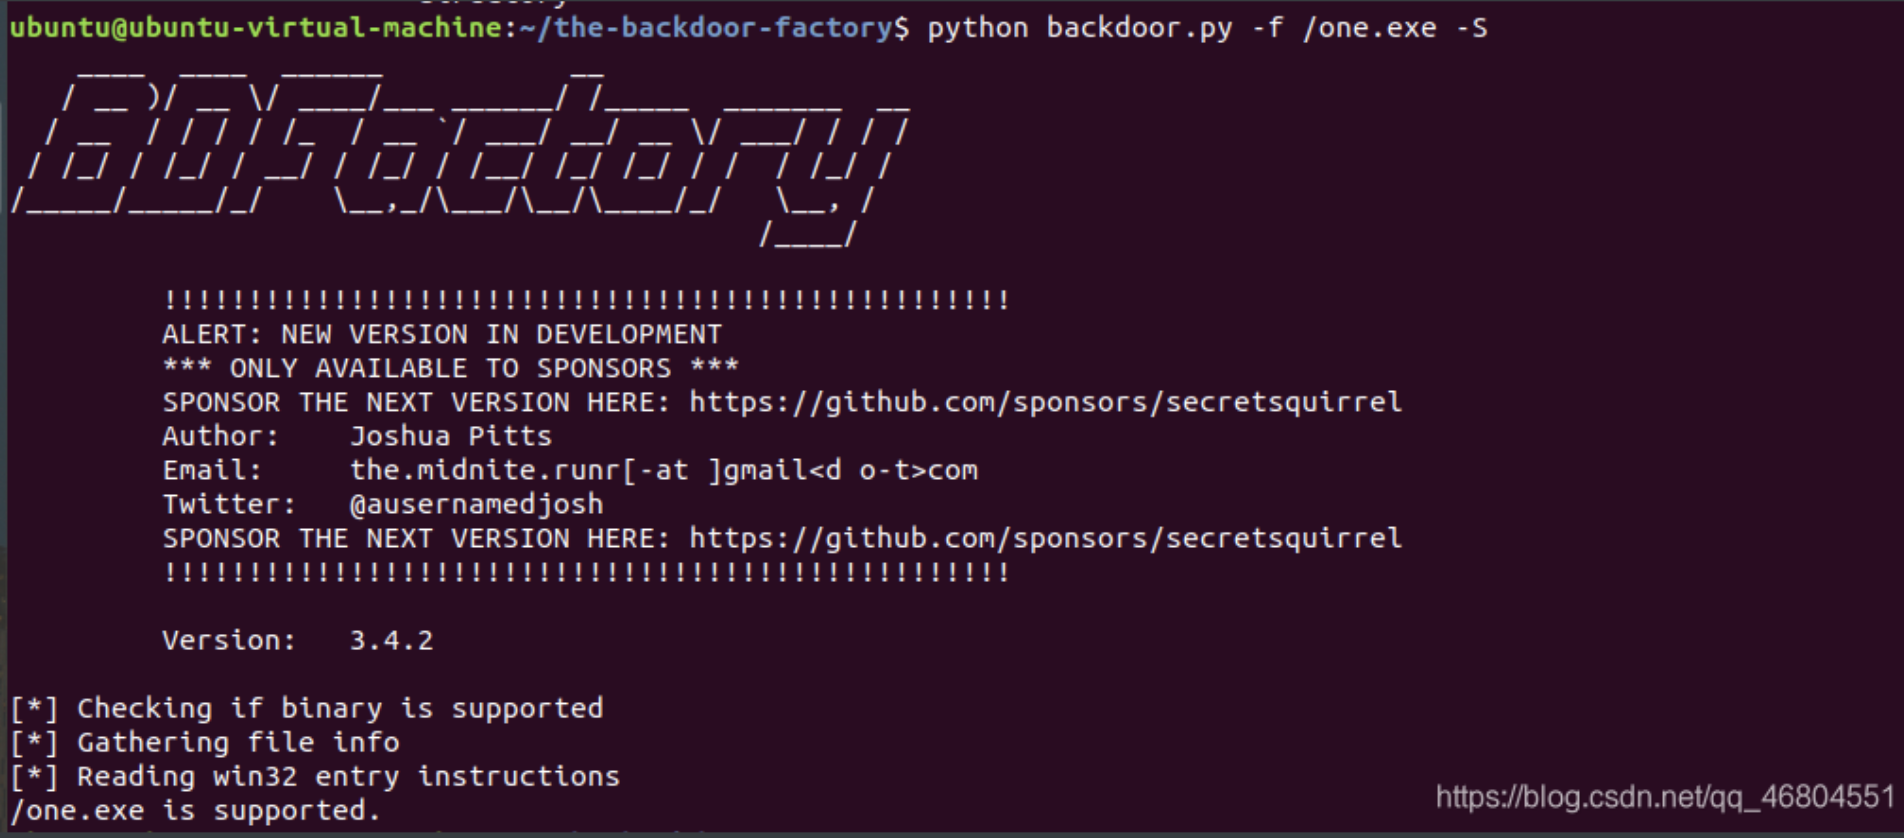 ubuntu@ubuntu-virtual-machine:~/the-backdoor-factory$ python backdoor.py -f /one.exe -S
BDFactory
!!!!!!!!!!!!!!!!!!!!!!!!!!!!!!!!!!!!!!!!!!!!!!!!!!
ALERT: NEW VERSION IN DEVELOPMENT
*** ONLY AVAILABLE TO SPONSORS ***
SPONSOR THE NEXT VERSION HERE: https://github.com/sponsors/secretsquirrel
Author:    Joshua Pitts
Email:     the.midnite.runr[-at ]gmail<d o-t>com
Twitter:   @ausernamedjosh
SPONSOR THE NEXT VERSION HERE: https://github.com/sponsors/secretsquirrel
!!!!!!!!!!!!!!!!!!!!!!!!!!!!!!!!!!!!!!!!!!!!!!!!!!
Version:   3.4.2
[*] Checking if binary is supported
[*] Gathering file info
[*] Reading win32 entry instructions
/one.exe is supported.
https://blog.csdn.net/qq_46804551